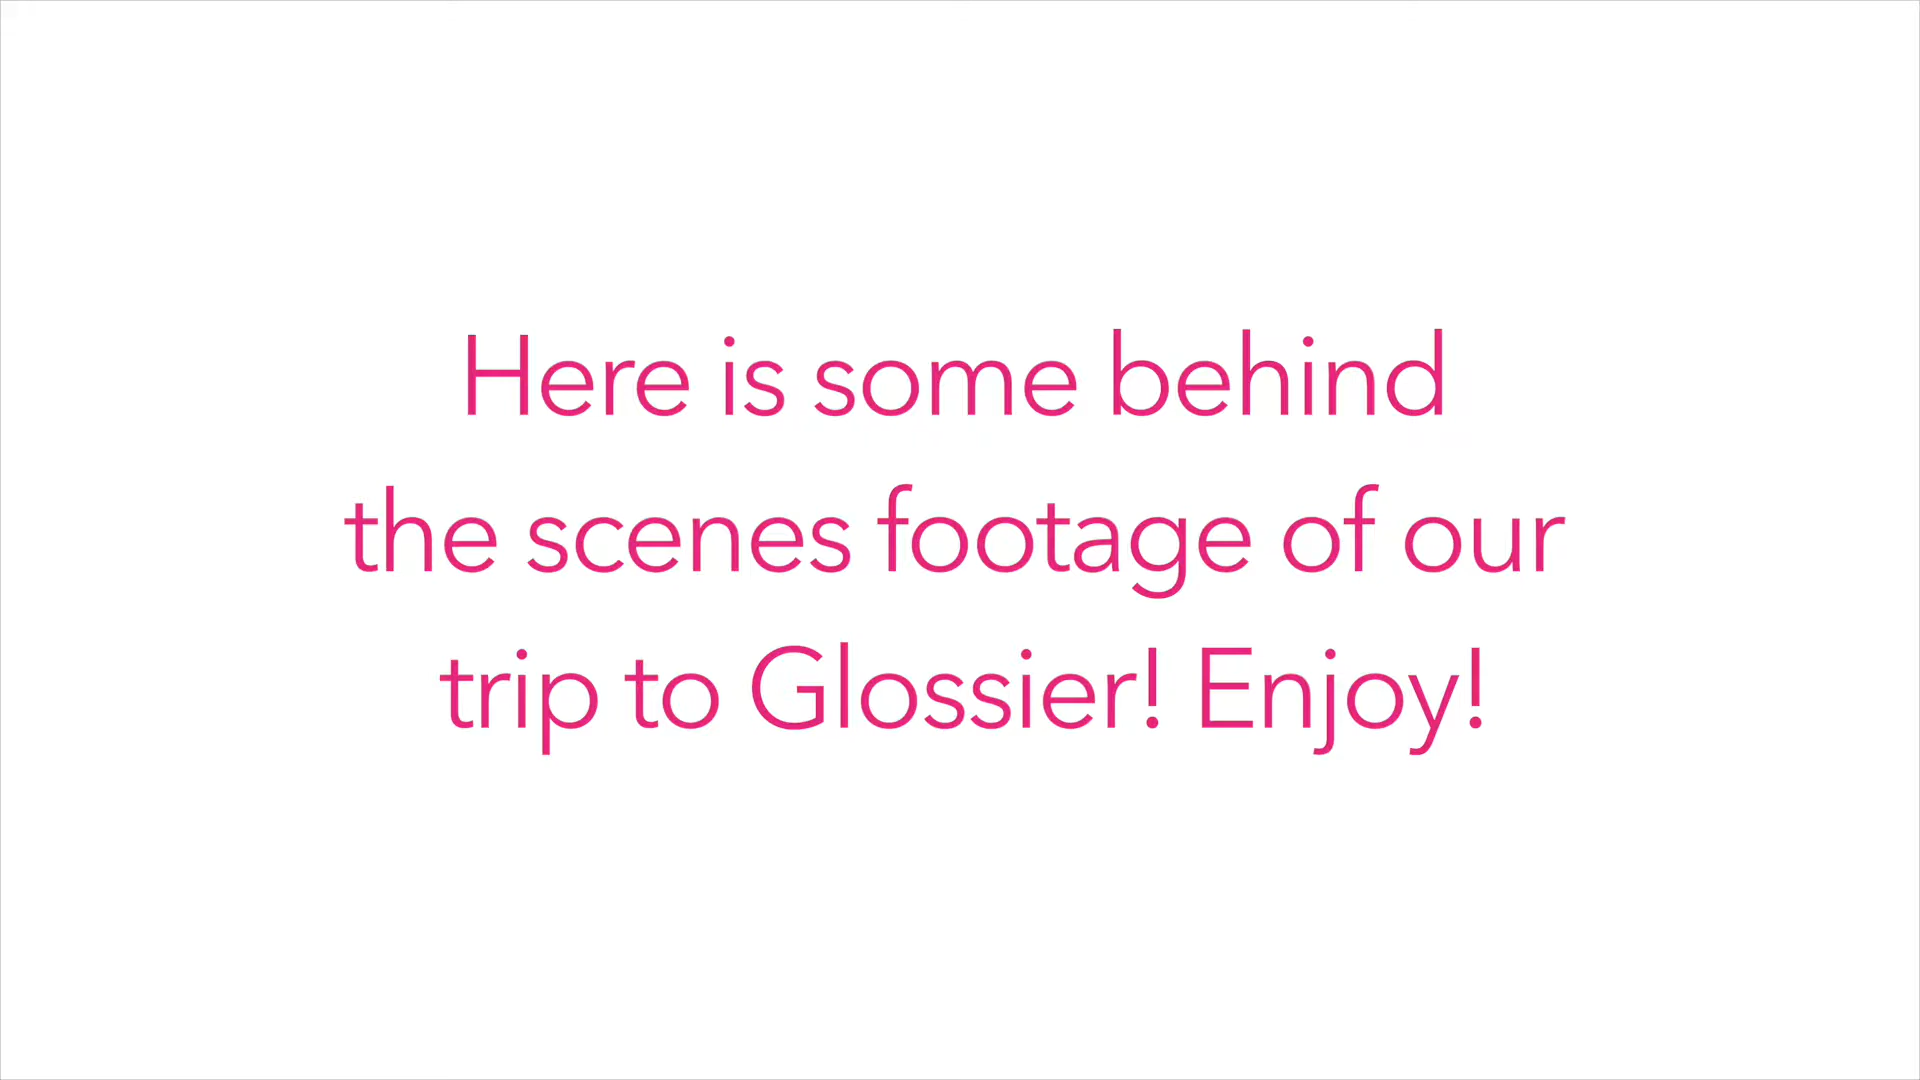 Here is some behind
the scenes footage of our
trip to Glossier! Enjoy!